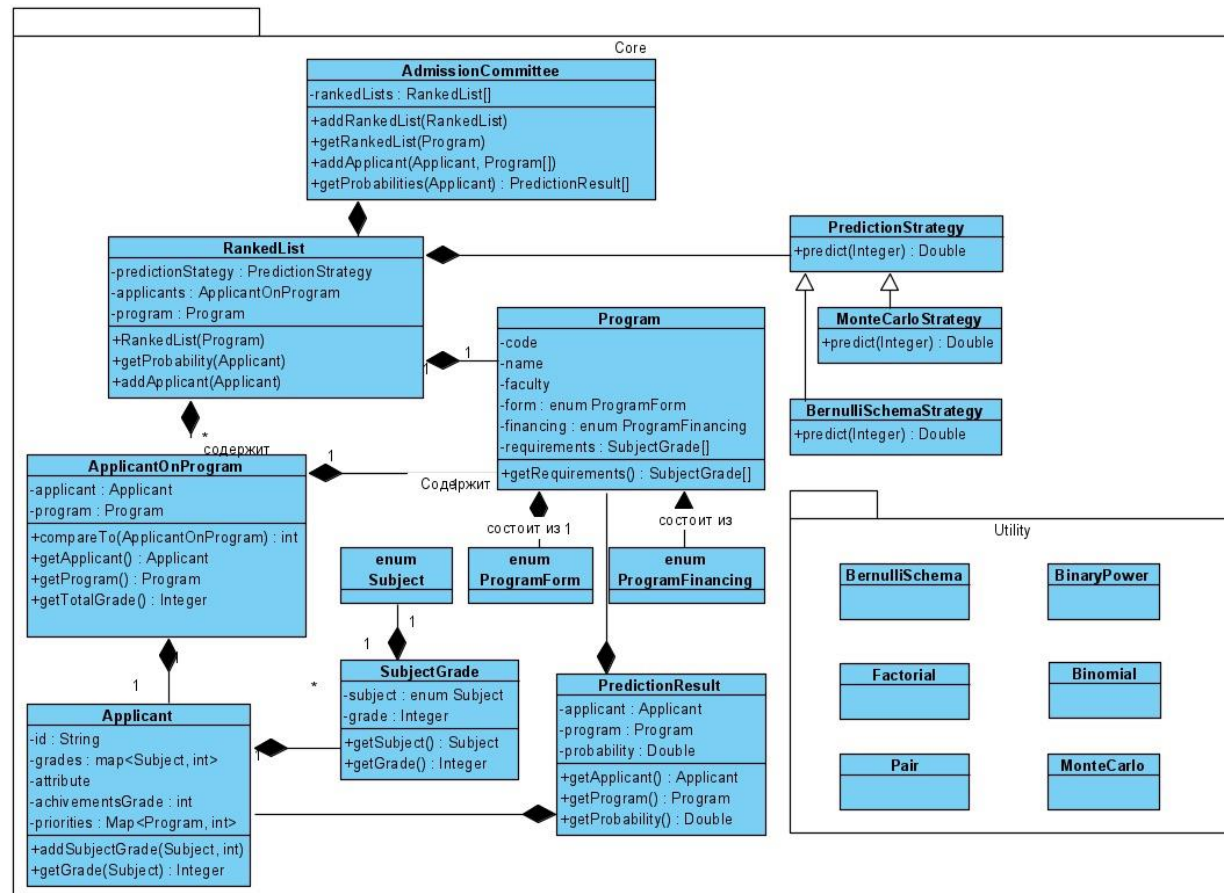 Core
AdmissionCommittee
-rankedLists : RankedList[]
+addRankedList(RankedList)
+getRankedList(Program)
+addApplicant(Applicant, Program[])
+getProbabilities(Applicant) : PredictionResult[]
RankedList
-predictionStategy : PredictionStrategy
-applicants : ApplicantOnProgram
-program : Program
+RankedList(Program)
+getProbability(Applicant)
+addApplicant(Applicant)
PredictionStrategy
+predict(Integer) : Double
MonteCarloStrategy
+predict(Integer) : Double
BernulliSchemaStrategy
+predict(Integer) : Double
1
1
Program
-code
-name
-faculty
-form : enum ProgramForm
-financing : enum ProgramFinancing
-requirements : SubjectGrade[]
+getRequirements() : SubjectGrade[]
*
содержит
1
Содержит
1
ApplicantOnProgram
-applicant : Applicant
-program : Program
+compareTo(ApplicantOnProgram) : int
+getApplicant() : Applicant
+getProgram() : Program
+getTotalGrade() : Integer
состоит из 1
состоит из
enum
Subject
enum
ProgramForm
enum
ProgramFinancing
1
1
1
1
*
SubjectGrade
-subject : enum Subject
-grade : Integer
+getSubject() : Subject
+getGrade() : Integer
PredictionResult
-applicant : Applicant
-program : Program
-probability : Double
+getApplicant() : Applicant
+getProgram() : Program
+getProbability() : Double
Applicant
-id : String
-grades : map<Subject, int>
-attribute
-achivementsGrade : int
-priorities : Map<Program, int>
+addSubjectGrade(Subject, int)
+getGrade(Subject) : Integer
1
Utility
BernulliSchema
BinaryPower
Factorial
Binomial
Pair
MonteCarlo